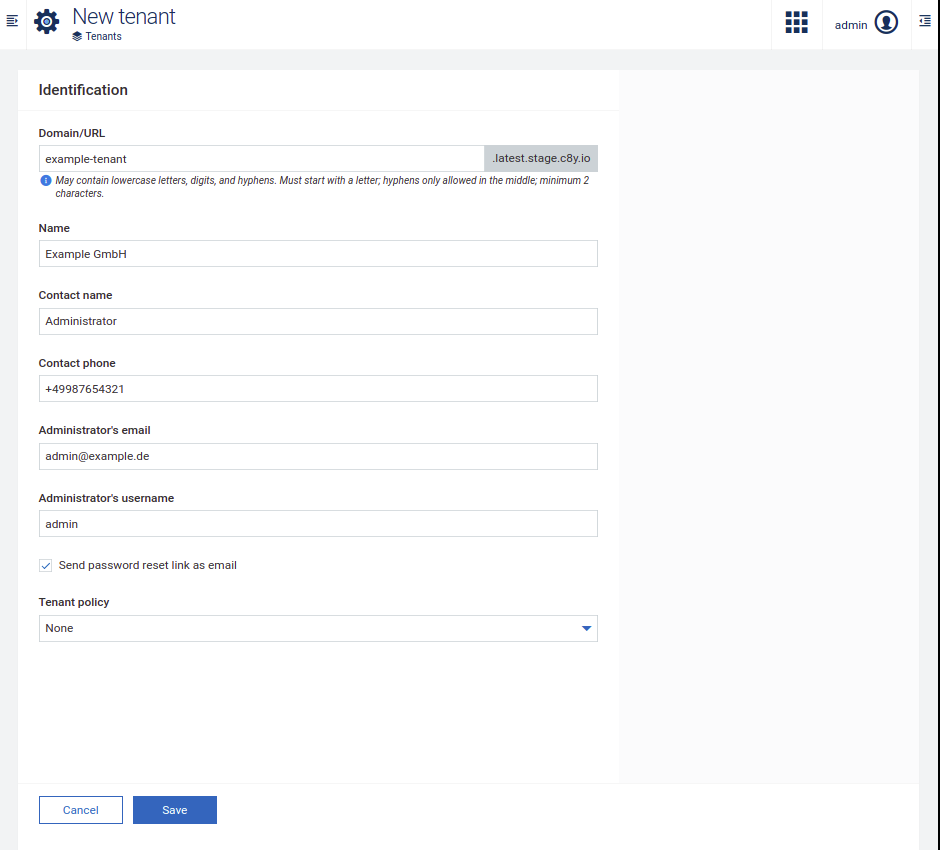 New tenant
Tenants
admin
Identification
Domain/URL
example-tenant
.latest.stage.c8y.io
May contain lowercase letters, digits, and hyphens. Must start with a letter; hyphens only allowed in the middle; minimum 2
characters.
Name
Example GmbH
Contact name
Administrator
Contact phone
+49987654321
Administrator's email
admin@example.de
Administrator's username
admin
Send password reset link as email
Tenant policy
None
Cancel
Save